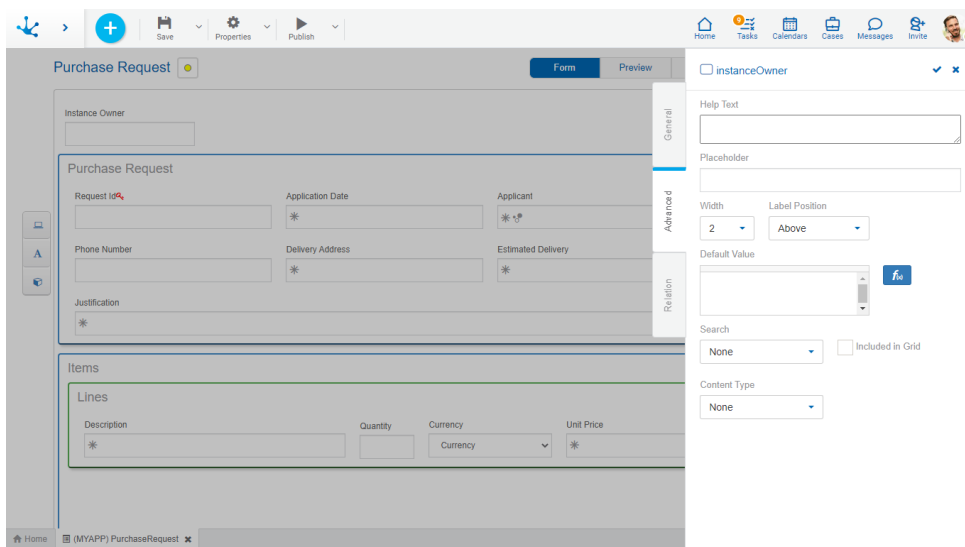 Save
Properties
Publish
Home
9
Tasks
Calendars
Cases
Messages
Invite
Purchase Request
Form
Preview
instanceOwner
General
Advanced
Relation
Instance Owner
Purchase Request
Request Id
Application Date
Applicant
Phone Number
Delivery Address
Estimated Delivery
Justification
Items
Lines
Description
Quantity
Currency
Unit Price
Currency
Help Text
Placeholder
Width
Label Position
2
Above
Default Value
f(x)
Search
None
Included in Grid
Content Type
None
A
Home
(MYAPP) PurchaseRequest